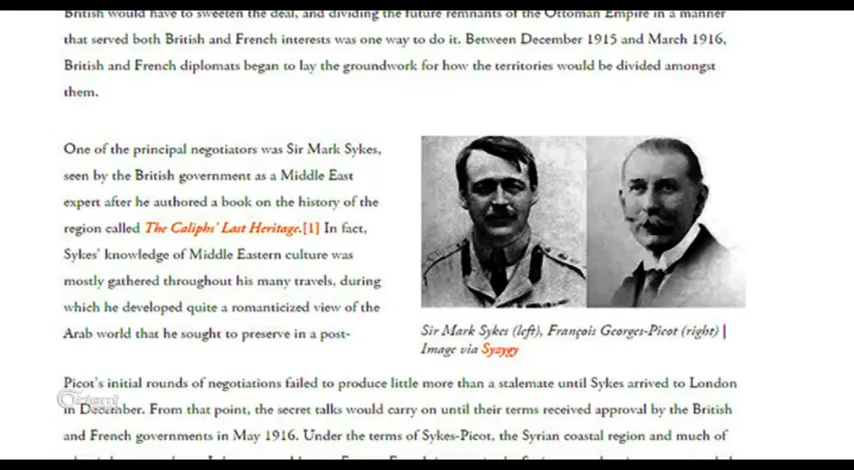 British would have to sweeten the deal, and dividing the future remnants of the Ottoman Empire in a manner
that served both British and French interests was one way to do it. Between December 1915 and March 1916,
British and French diplomats began to lay the groundwork for how the territories would be divided amongst
them.
One of the principal negotiators was Sir Mark Sykes,
seen by the British government as a Middle East
expert after he authored a book on the history of the
region called The Caliphs' Last Heritage.[1] In fact,
Sykes' knowledge of Middle Eastern culture was
mostly gathered throughout his many travels, during
which he developed quite a romanticized view of the
Arab world that he sought to preserve in a post-
Sir Mark Sykes (left), François Georges-Picot (right) |
Image via Syzygy
Picot's initial rounds of negotiations failed to produce little more than a stalemate until Sykes arrived to London
in December. From that point, the secret talks would carry on until their terms received approval by the British
and French governments in May 1916. Under the terms of Sykes-Picot, the Syrian coastal region and much of
Orient